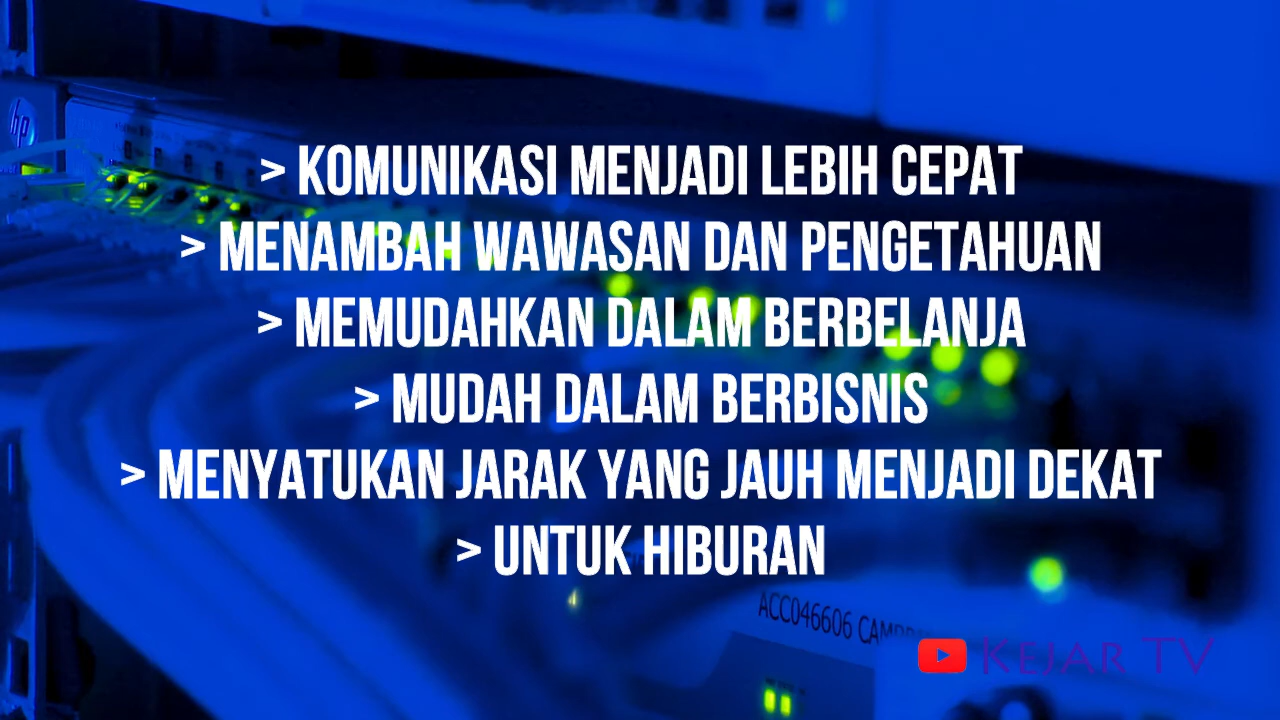 hp
> KOMUNIKASI MENJADI LEBIH CEPAT
> MENAMBAH WAWASAN DAN PENGETAHUAN
> MEMUDAHKAN DALAM BERBELANJA
> MUDAH DALAM BERBISNIS
> MENYATUKAN JARAK YANG JAUH MENJADI DEKAT
> UNTUK HIBURAN
ACC046606
KEJAR TV